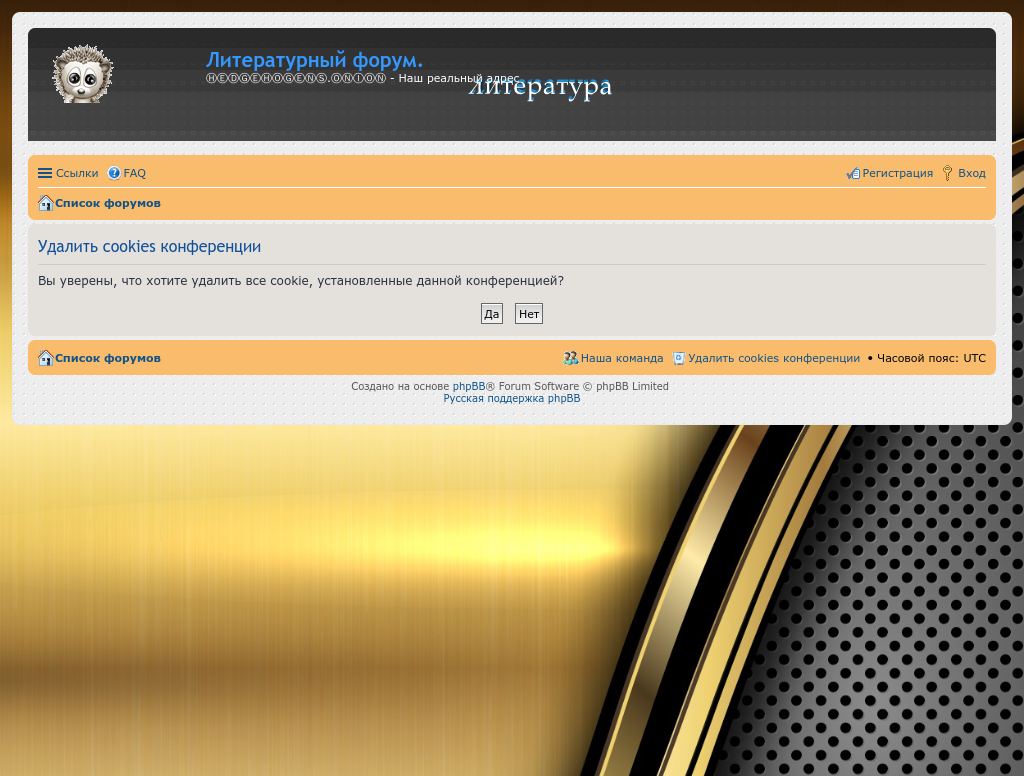 Литературный форум.
ⒽⒺⒹⒼⒺⒽⓄⒼⒺⓃⓈ.ⓄⓃⒾⓄⓃ - Наш реальный адрес
литература
Ссылки FAQ Регистрация Вход
Список форумов
Удалить cookies конференции
Вы уверены, что хотите удалить все cookie, установленные данной конференцией?
Да Нет
Список форумов Наша команда Удалить cookies конференции • Часовой пояс: UTC
Создано на основе phpBB® Forum Software © phpBB Limited
Русская поддержка phpBB